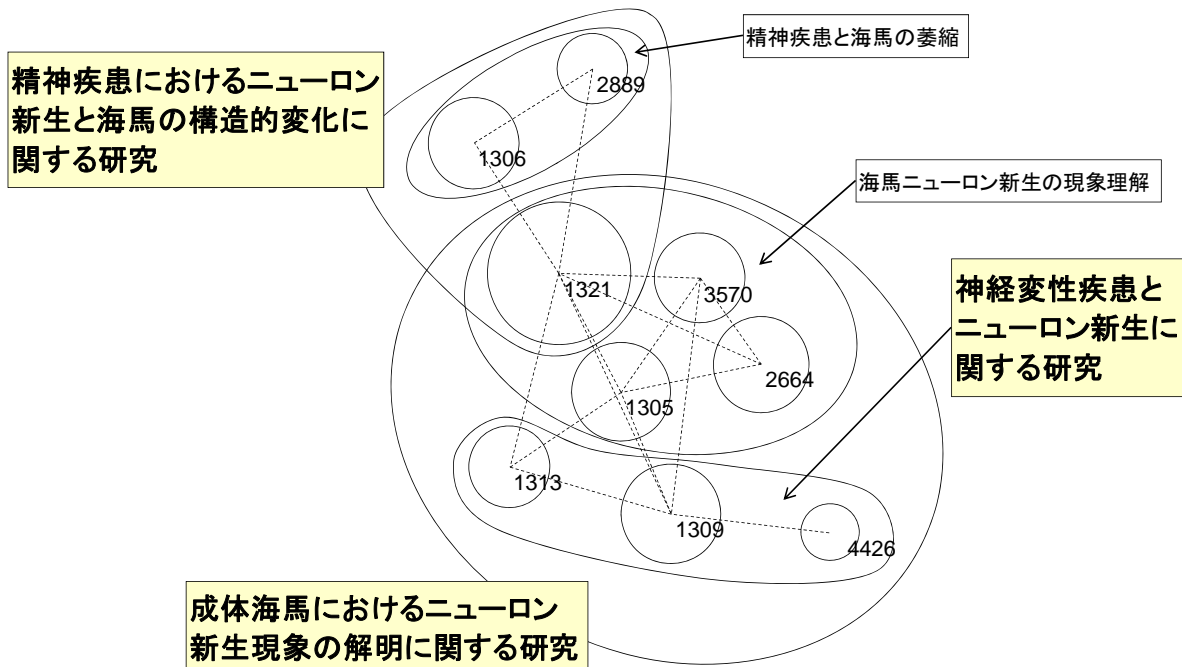 精神疾患と海馬の萎縮
精神疾患におけるニューロン
新生と海馬の構造的変化に
関する研究
2889
1306
海馬ニューロン新生の現象理解
1321
3570
神経変性疾患と
ニューロン新生に
関する研究
2664
1305
1313
1309
4426
成体海馬におけるニューロン
新生現象の解明に関する研究